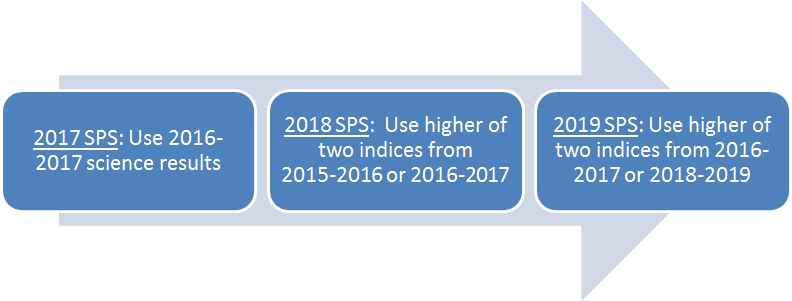 2017 SPS: Use 2016-
2017 science results
2018 SPS:  Use higher of
two indices from
2015-2016 or 2016-2017
2019 SPS: Use higher of
two indices from 2016-
2017 or 2018-2019